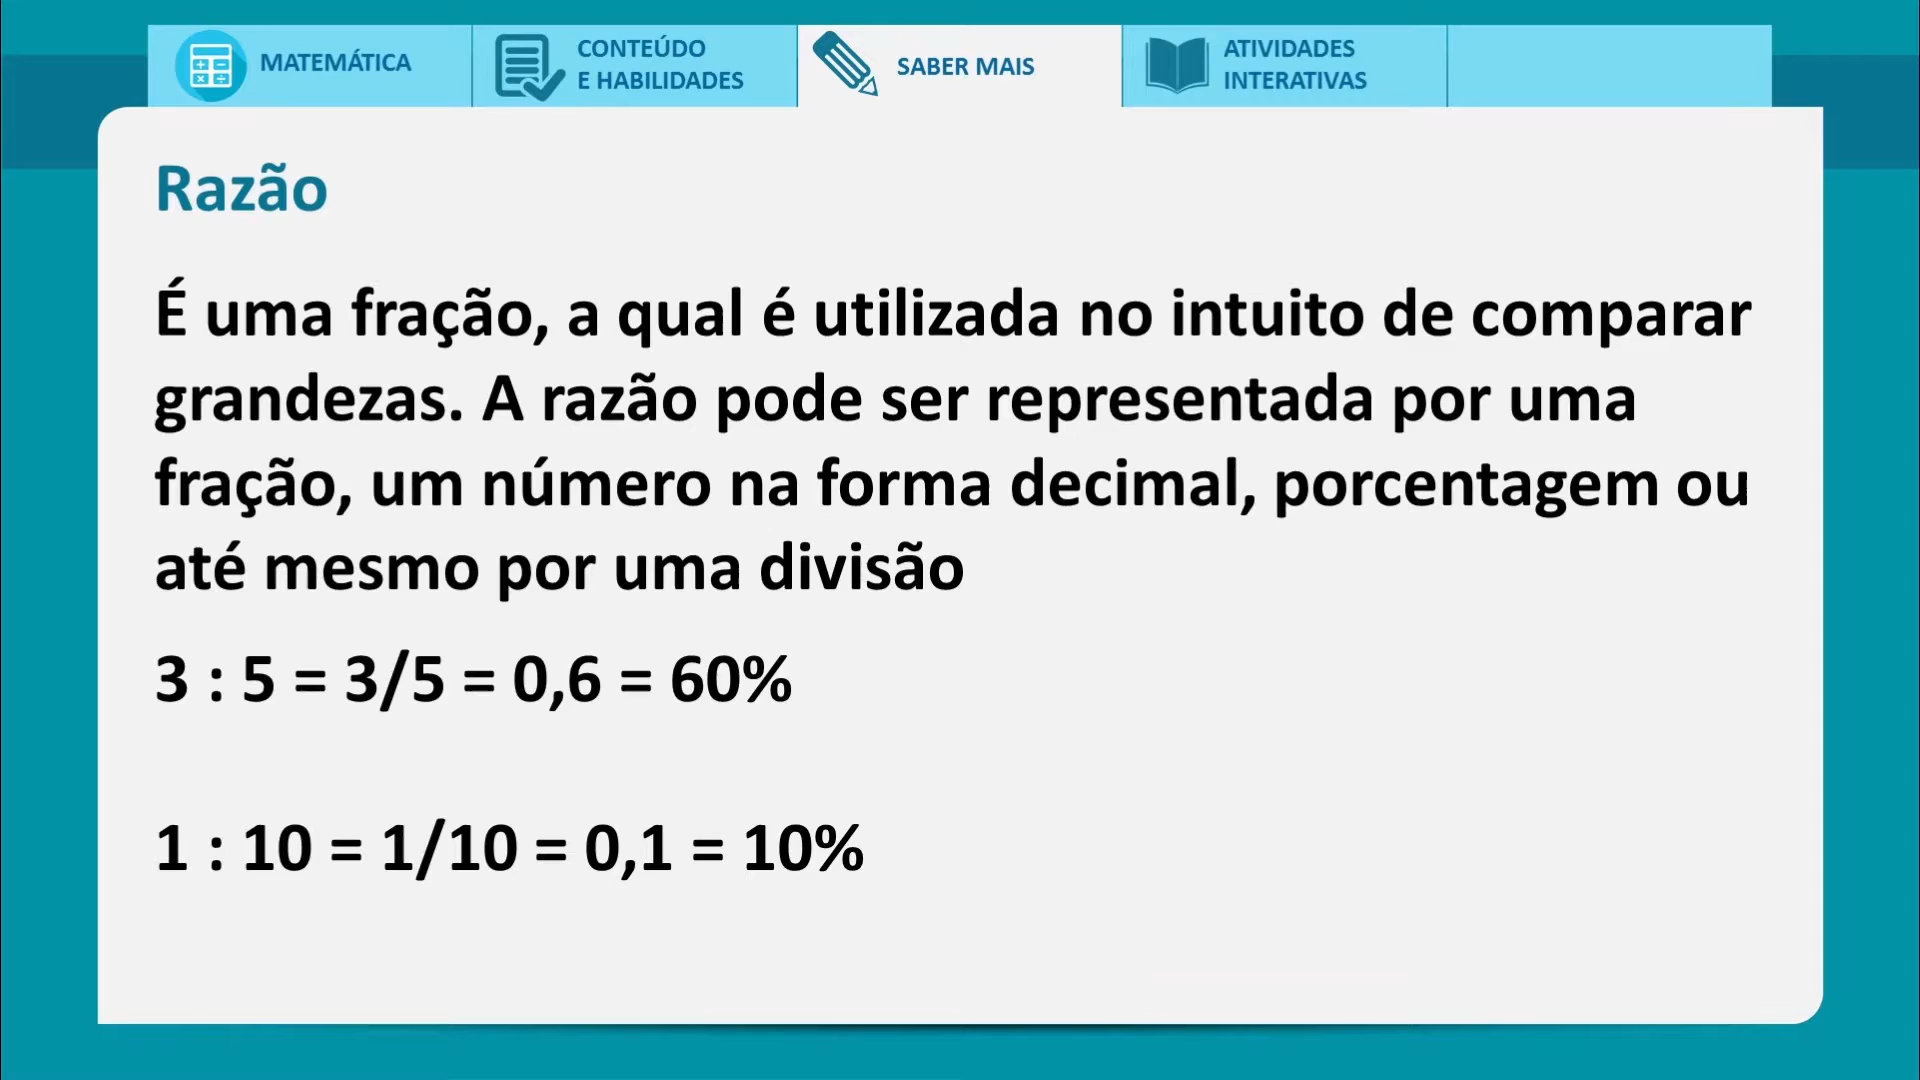 MATEMÁTICA
CONTEÚDO
E HABILIDADES
SABER MAIS
ATIVIDADES
INTERATIVAS
Razão
É uma fração, a qual é utilizada no intuito de comparar
grandezas. A razão pode ser representada por uma
fração, um número na forma decimal, porcentagem ou
até mesmo por uma divisão
3 : 5 = 3/5 = 0,6 = 60%
1 : 10 = 1/10 = 0,1 = 10%